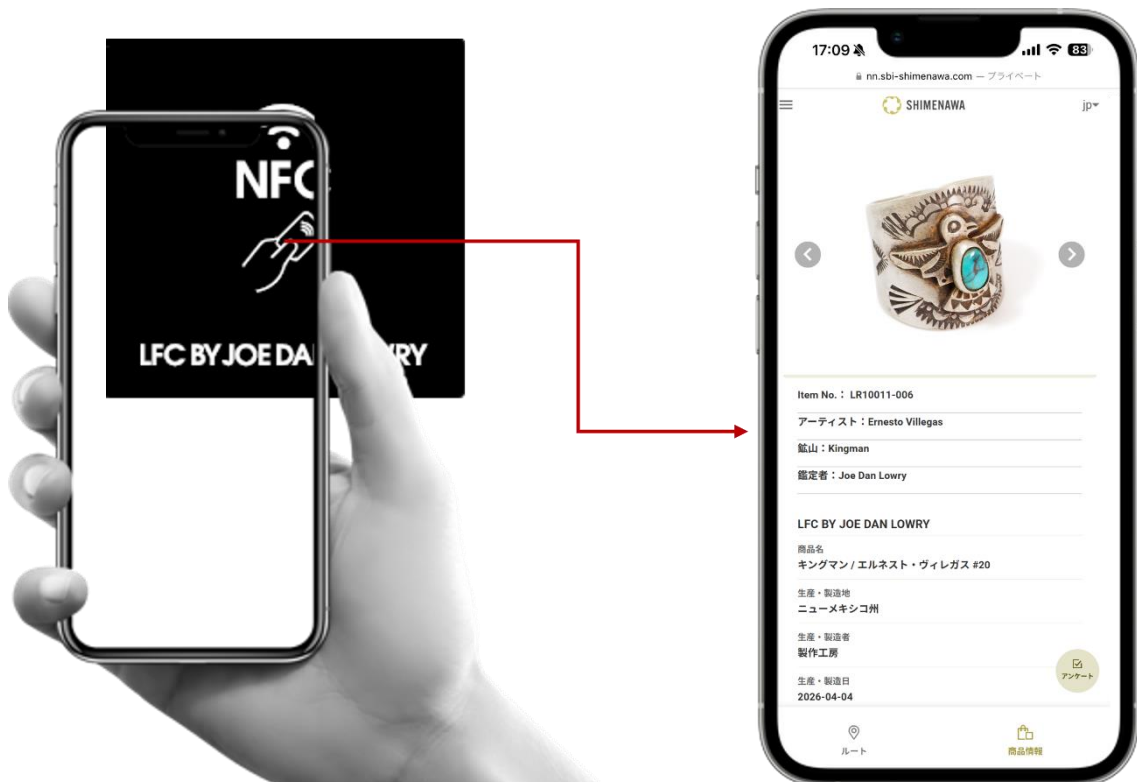 NFC
LFC BY JOE DAN LOWRY
17:09
83
nn.sbi-shimenawa.com — プライベート
SHIMENAWA
jp
Item No.： LR10011-006
アーティスト：Ernesto Villegas
鉱山：Kingman
鑑定者：Joe Dan Lowry
LFC BY JOE DAN LOWRY
商品名
キングマン / エルネスト・ヴィレガス #20
生産・製造地
ニューメキシコ州
生産・製造者
製作工房
生産・製造日
2026-04-04
アンケート
ルート
商品情報